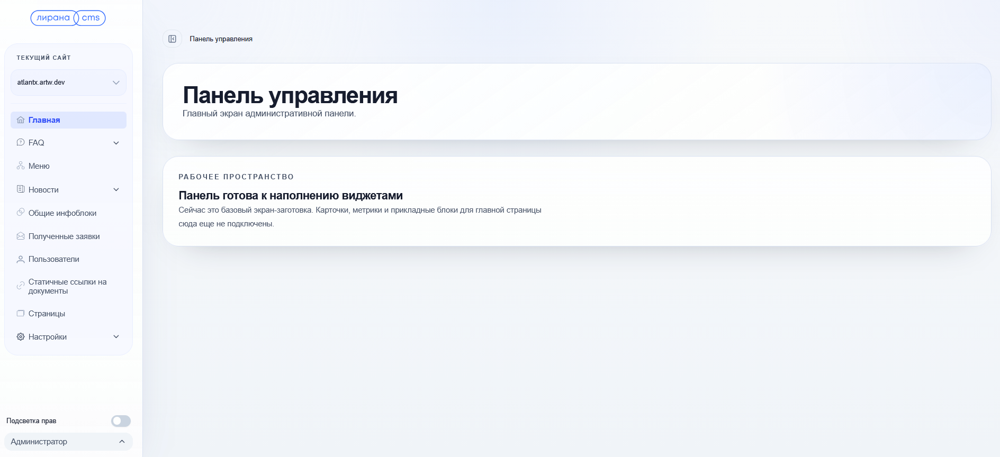 лирана cms
ТЕКУЩИЙ САЙТ
atlantx.artw.dev
Главная
FAQ
Меню
Новости
Общие инфоблоки
Полученные заявки
Пользователи
Статичные ссылки на
документы
Страницы
Настройки
Подсветка прав
Администратор
Панель управления
Панель управления
Главный экран административной панели.
РАБОЧЕЕ ПРОСТРАНСТВО
Панель готова к наполнению виджетами
Сейчас это базовый экран-заготовка. Карточки, метрики и прикладные блоки для главной страницы
сюда еще не подключены.